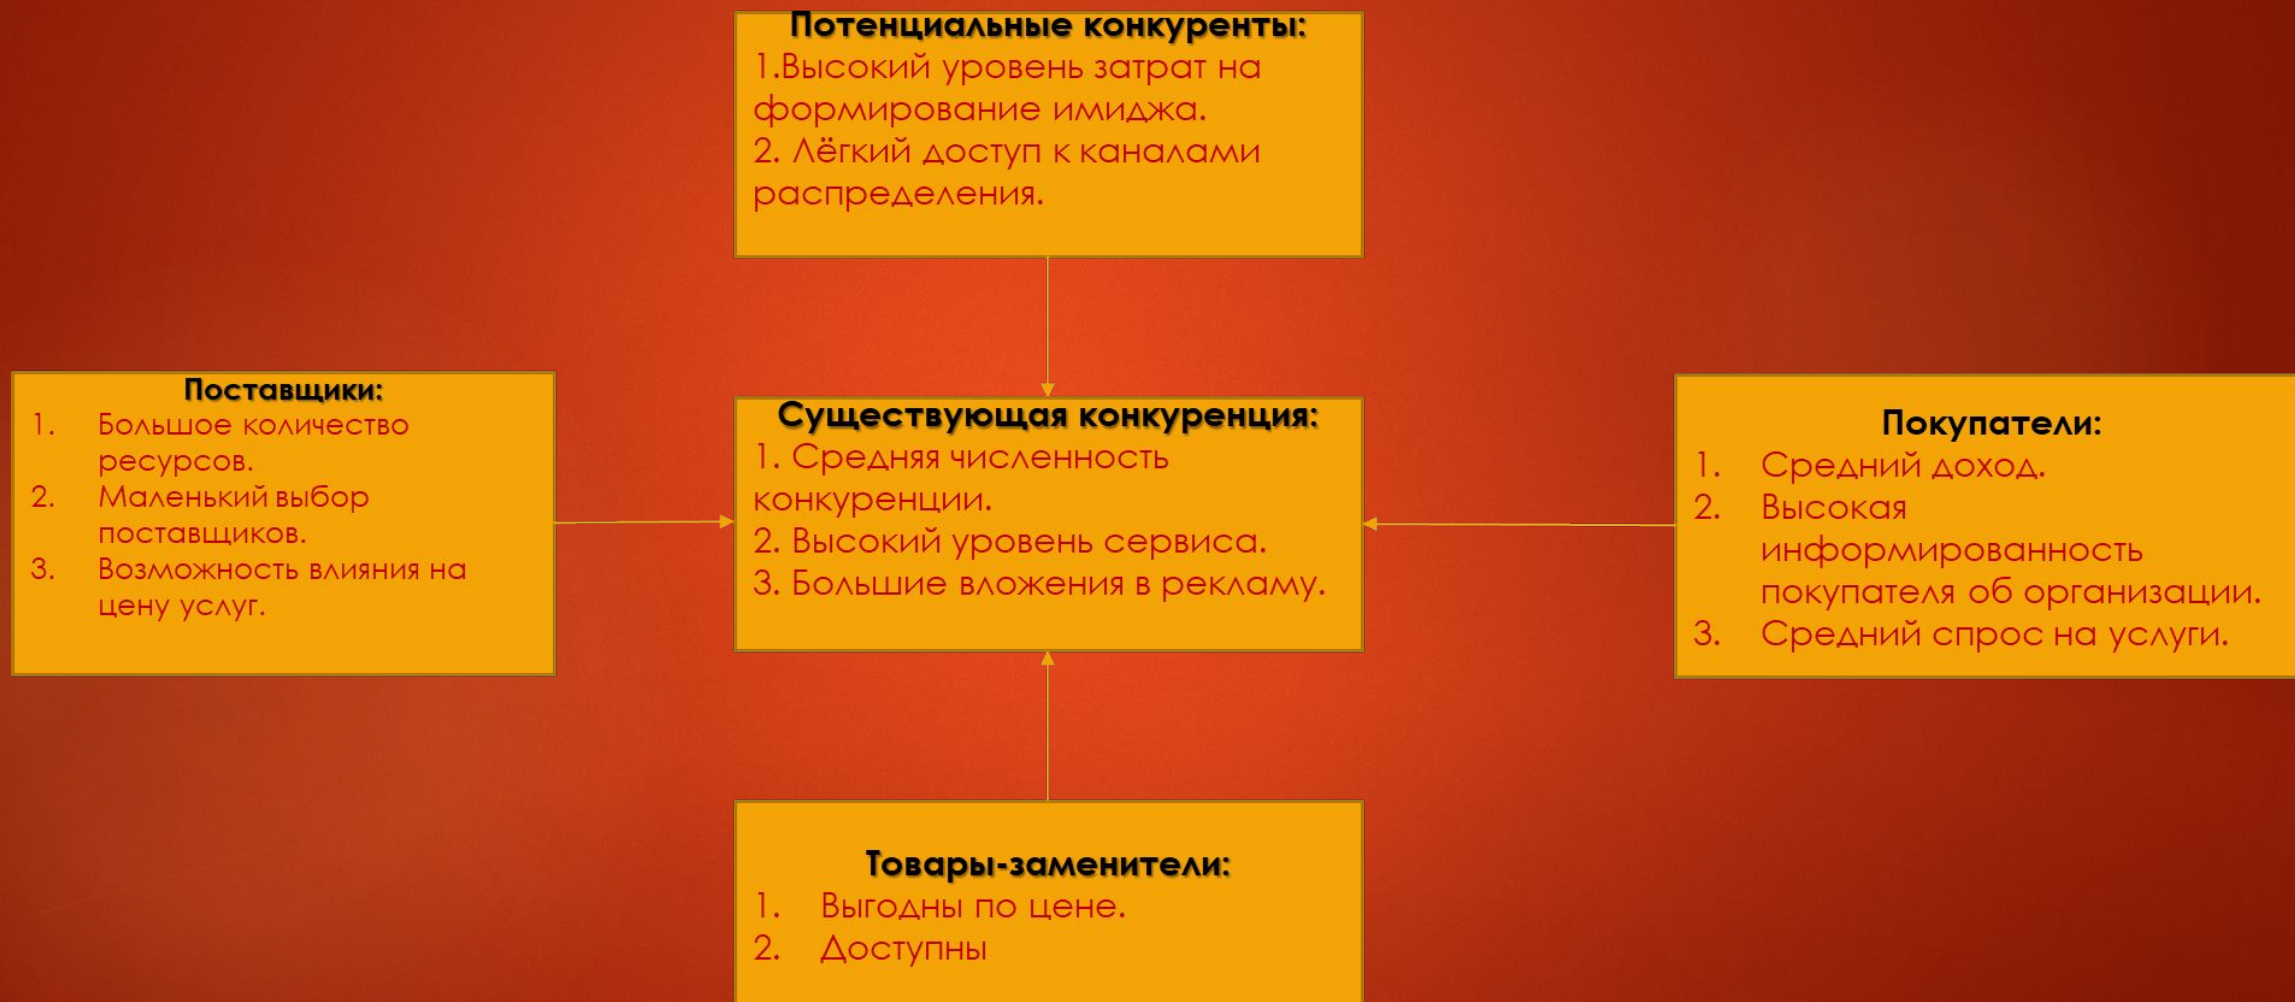 Потенциальные конкуренты:
1.Высокий уровень затрат на
формирование имиджа.
2. Лёгкий доступ к каналами
распределения.
Поставщики:
1. Большое количество
ресурсов.
2. Маленький выбор
поставщиков.
3. Возможность влияния на
цену услуг.
Существующая конкуренция:
1. Средняя численность
конкуренции.
2. Высокий уровень сервиса.
3. Большие вложения в рекламу.
Покупатели:
1. Средний доход.
2. Высокая
информированность
покупателя об организации.
3. Средний спрос на услуги.
Товары-заменители:
1. Выгодны по цене.
2. Доступны